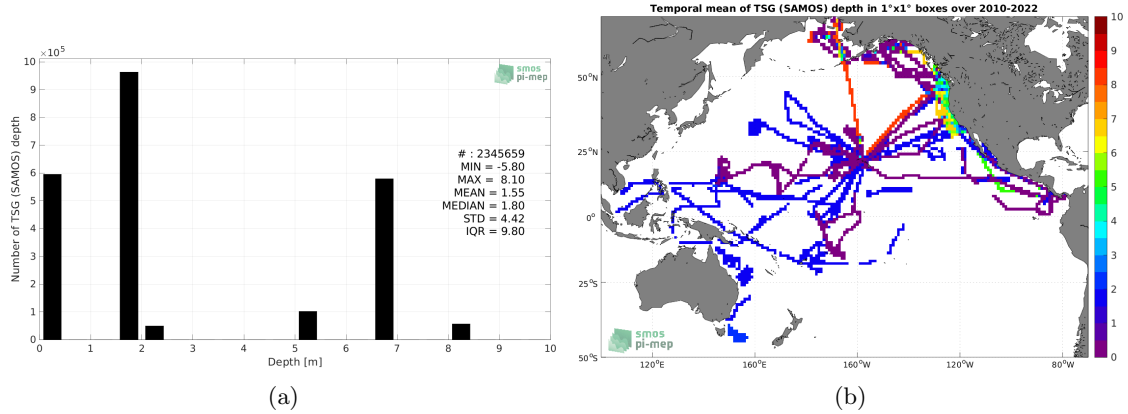 ×10⁵
10
9
8
7
6
5
4
3
2
1
0
Number of TSG (SAMOS) depth
smos
pi-mep
# : 2345659
MIN = -5.80
MAX = 8.10
MEAN = 1.55
MEDIAN = 1.80
STD = 4.42
IQR = 9.80
0 1 2 3 4 5 6 7 8 9 10
Depth [m]
(a)
Temporal mean of TSG (SAMOS) depth in 1°x1° boxes over 2010-2022
50°N
25°N
0°
25°S
50°S
smos
pi-mep
120°E 160°E 160°W 120°W 80°W
10
9
8
7
6
5
4
3
2
1
0
(b)